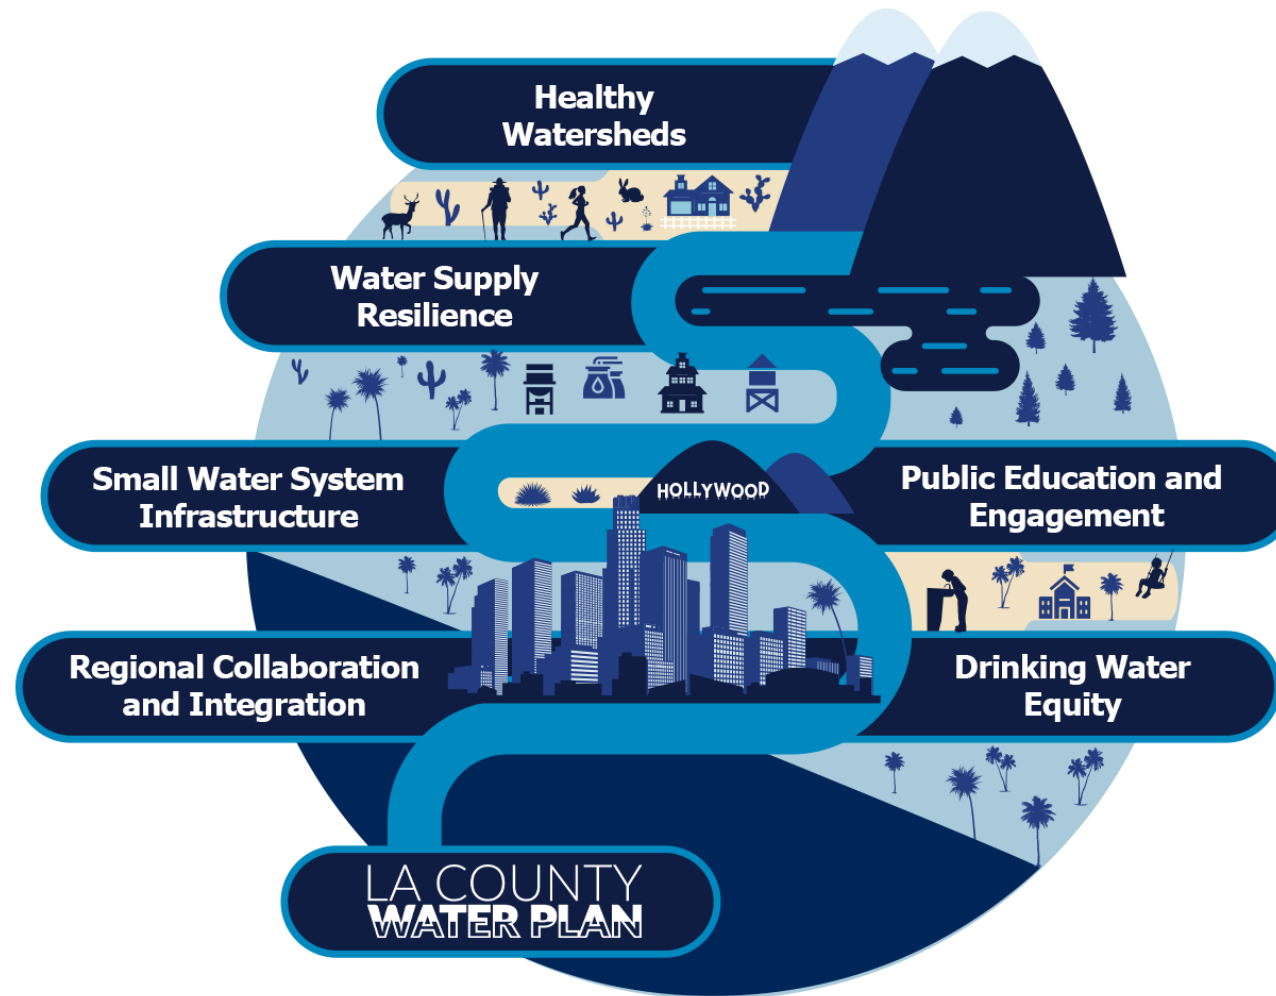 Healthy
Watersheds
Water Supply
Resilience
Small Water System
Infrastructure
HOLLYWOOD
Public Education and
Engagement
Regional Collaboration
and Integration
Drinking Water
Equity
LA COUNTY
WATER PLAN